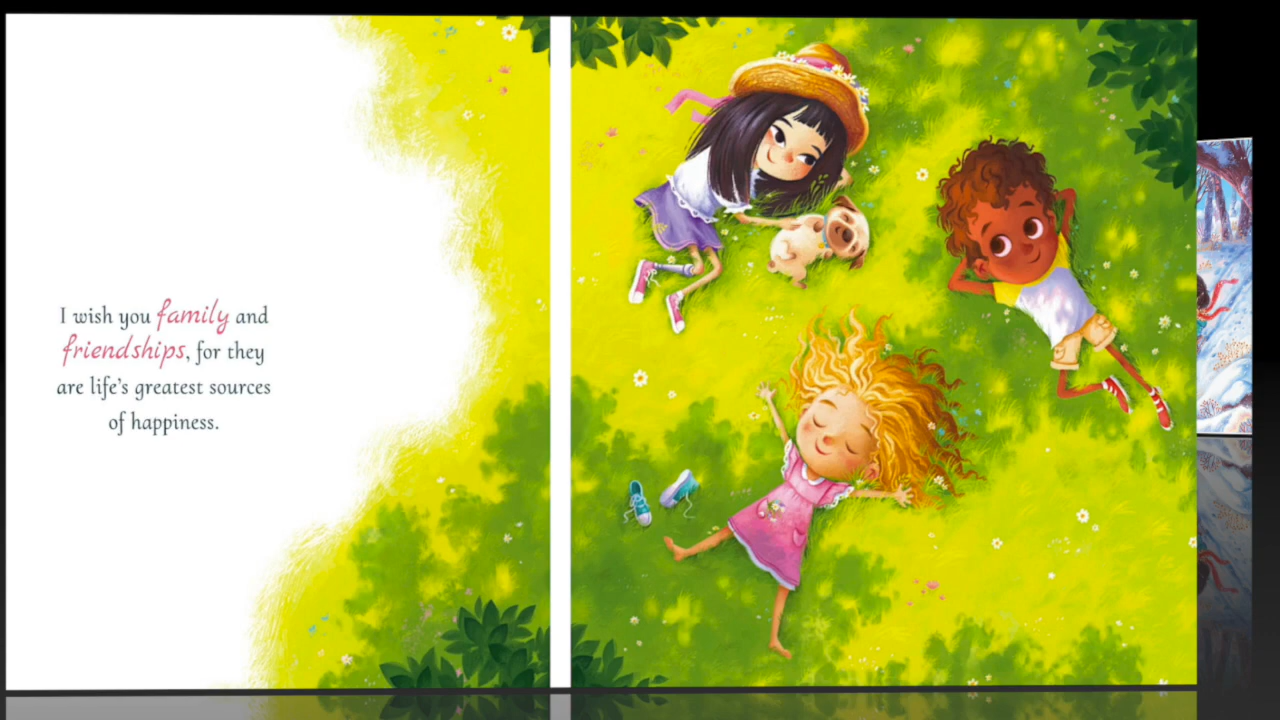 I wish you family and
friendships, for they
are life's greatest sources
of happiness.